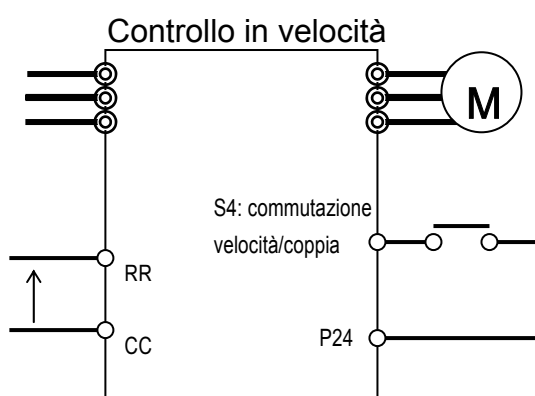 Controllo in velocità
M
S4: commutazione
velocità/coppia
RR
P24
CC